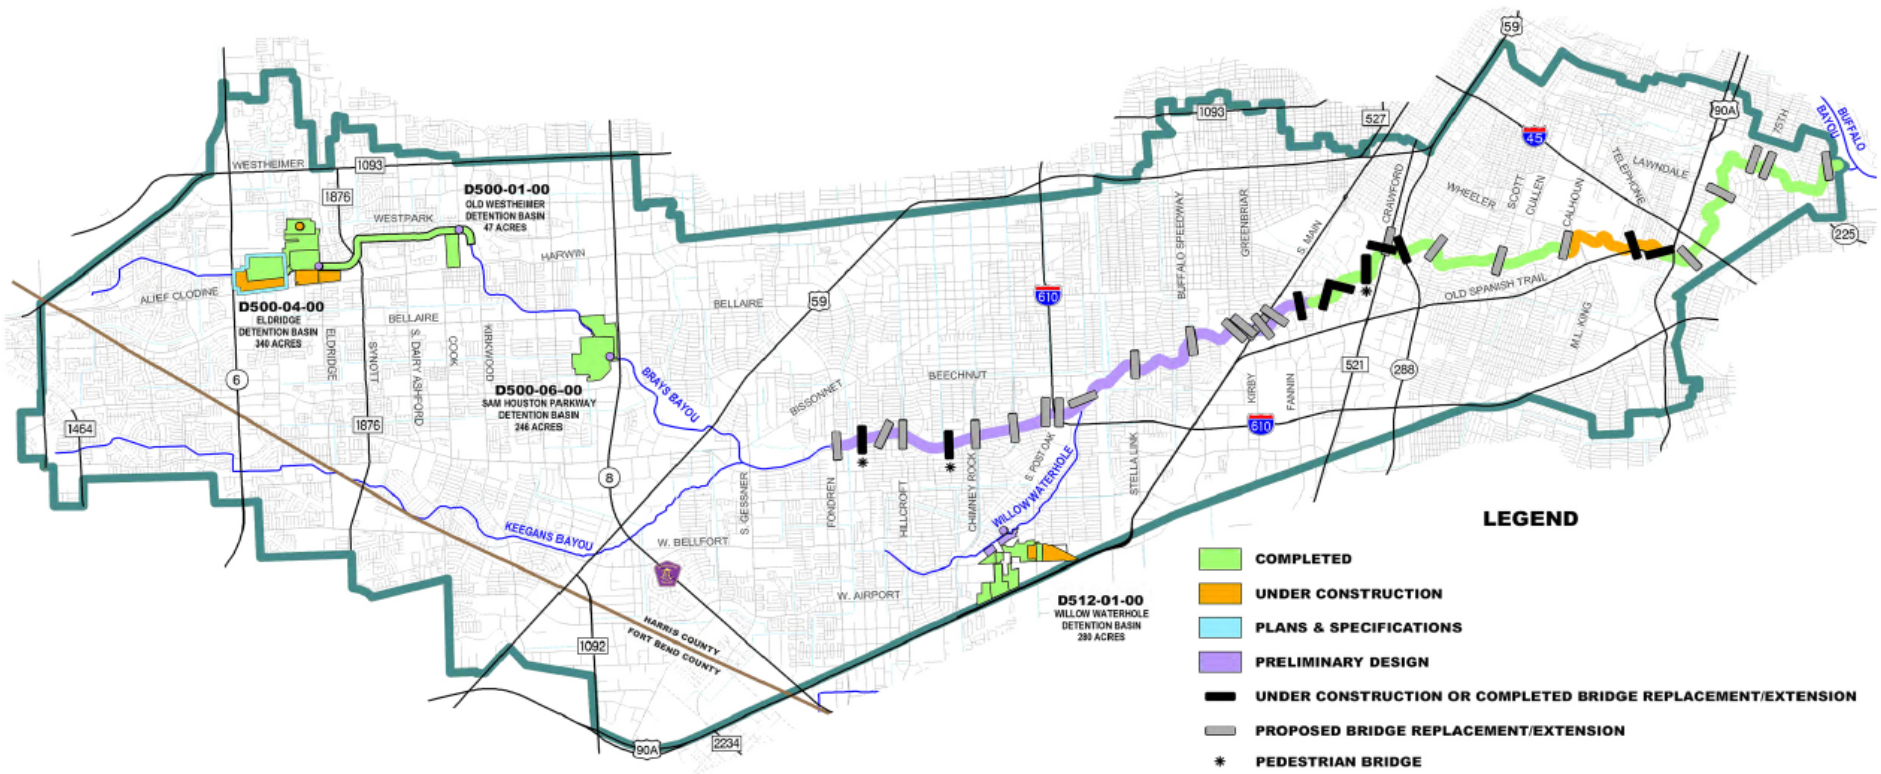 59
1093
527
90A
75TH
BUFFALO
BAYOU
45
WESTHEIMER
1093
1876
D500-01-00
OLD WESTHEIMER
DETENTION BASIN
47 ACRES
WESTPARK
HARWIN
LAWNDALE
TELEPHONE
WHEELER
SCOTT
CULLEN
CALHOUN
CRAWFORD
S. MAIN
GREENBRIAR
BUFFALO SPEEDWAY
225
ALIEF CLODINE
D500-04-00
ELDRIDGE
DETENTION BASIN
340 ACRES
BELLAIRE
BELLAIRE
59
610
OLD SPANISH TRAIL
M.L. KING
6
ELDRIDGE
SYNOTT
S. DAIRY ASHFORD
COOK
KIRKWOOD
D500-06-00
SAM HOUSTON PARKWAY
DETENTION BASIN
246 ACRES
BRAYS BAYOU
BISSONNET
BEECHNUT
KIRBY
FANNIN
521
288
610
1464
1876
8
S. GESSNER
FONDREN
HILLCROFT
CHIMNEY ROCK
S. POST OAK
WILLOW WATERHOLE
STELLA LINK
KEEGANS BAYOU
W. BELLFORT
W. AIRPORT
D512-01-00
WILLOW WATERHOLE
DETENTION BASIN
280 ACRES
HARRIS COUNTY
FORT BEND COUNTY
1092
90A
2234
LEGEND
COMPLETED
UNDER CONSTRUCTION
PLANS & SPECIFICATIONS
PRELIMINARY DESIGN
UNDER CONSTRUCTION OR COMPLETED BRIDGE REPLACEMENT/EXTENSION
PROPOSED BRIDGE REPLACEMENT/EXTENSION
PEDESTRIAN BRIDGE